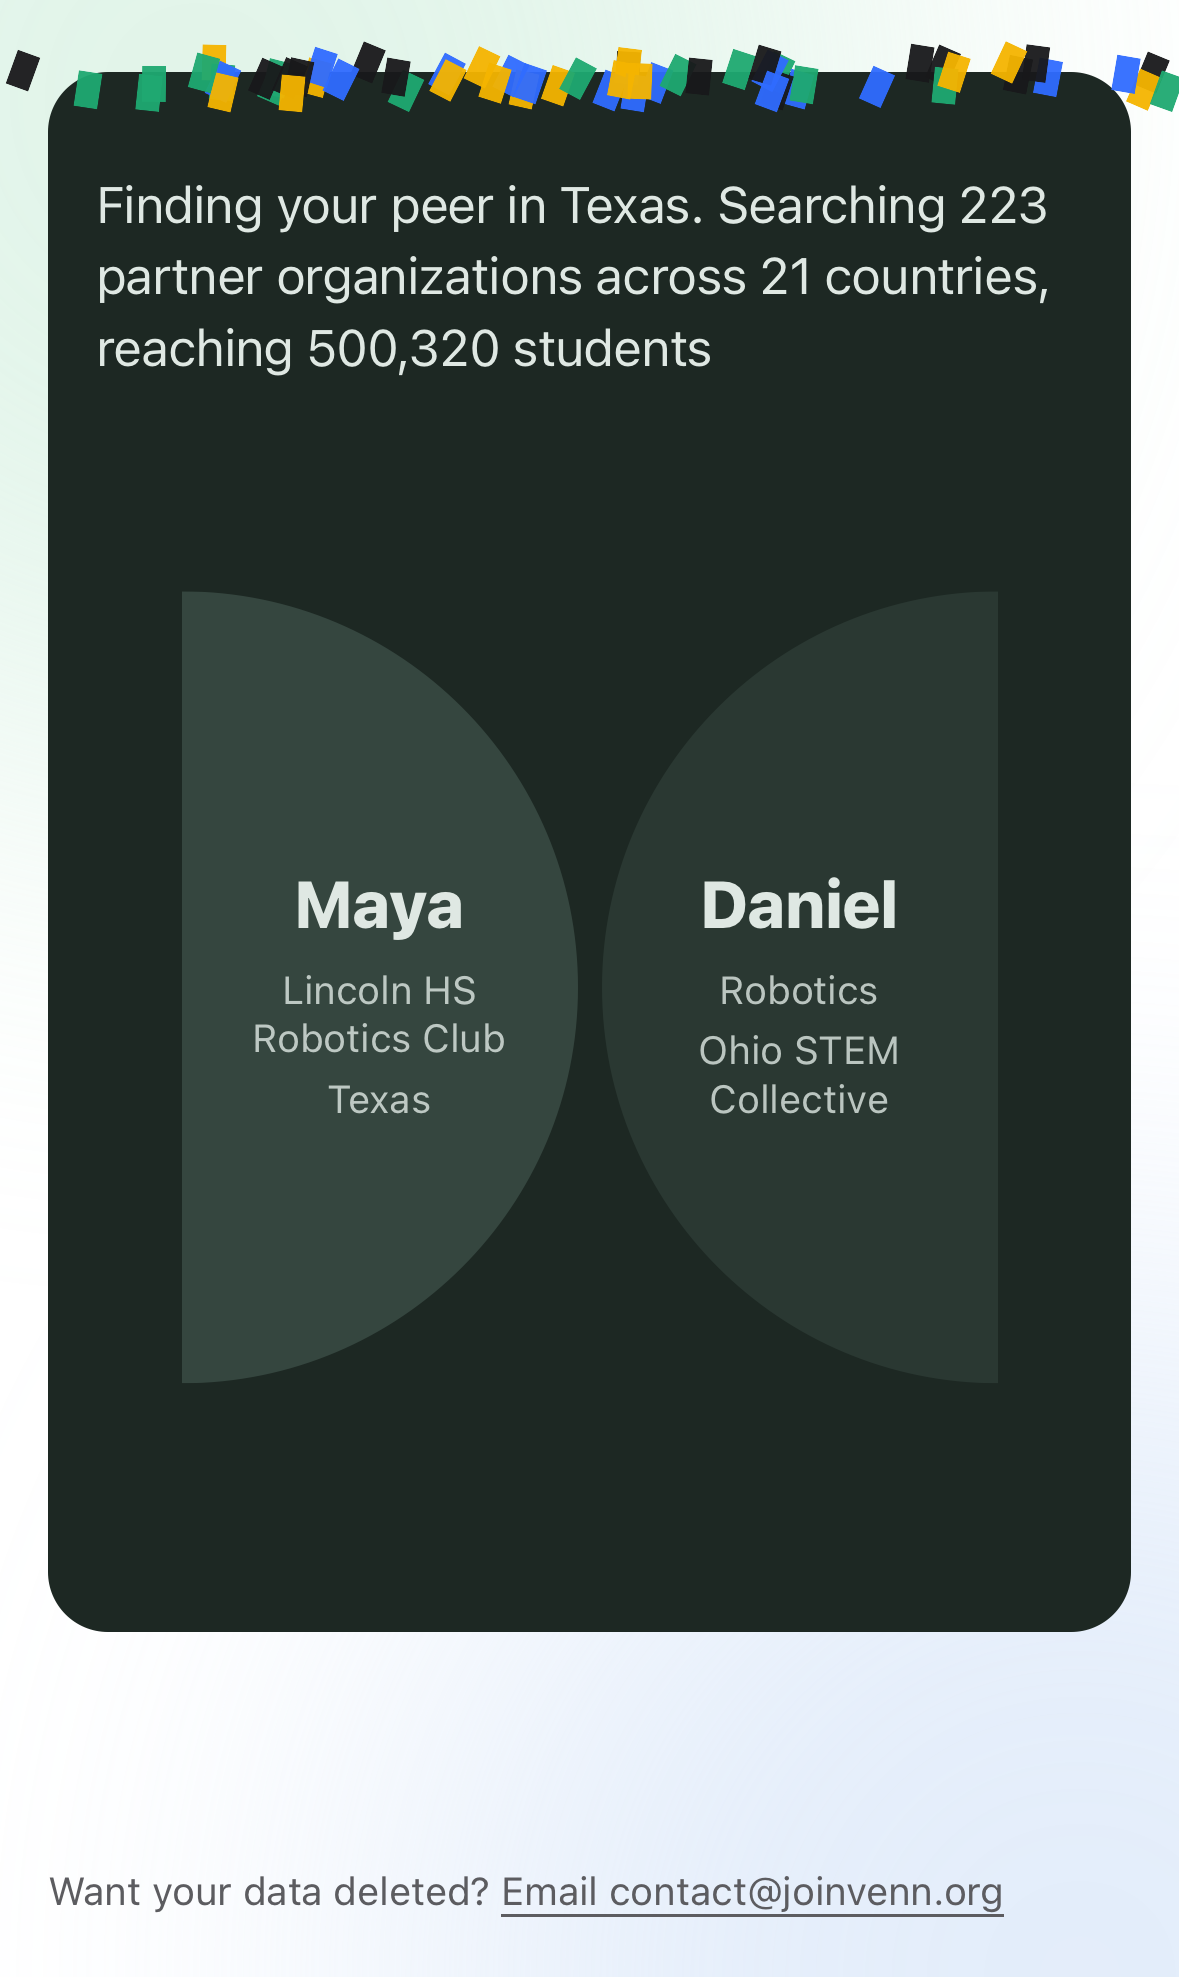 Finding your peer in Texas. Searching 223
partner organizations across 21 countries,
reaching 500,320 students
Maya
Lincoln HS
Robotics Club
Texas
Daniel
Robotics
Ohio STEM
Collective
Want your data deleted? Email contact@joinvenn.org